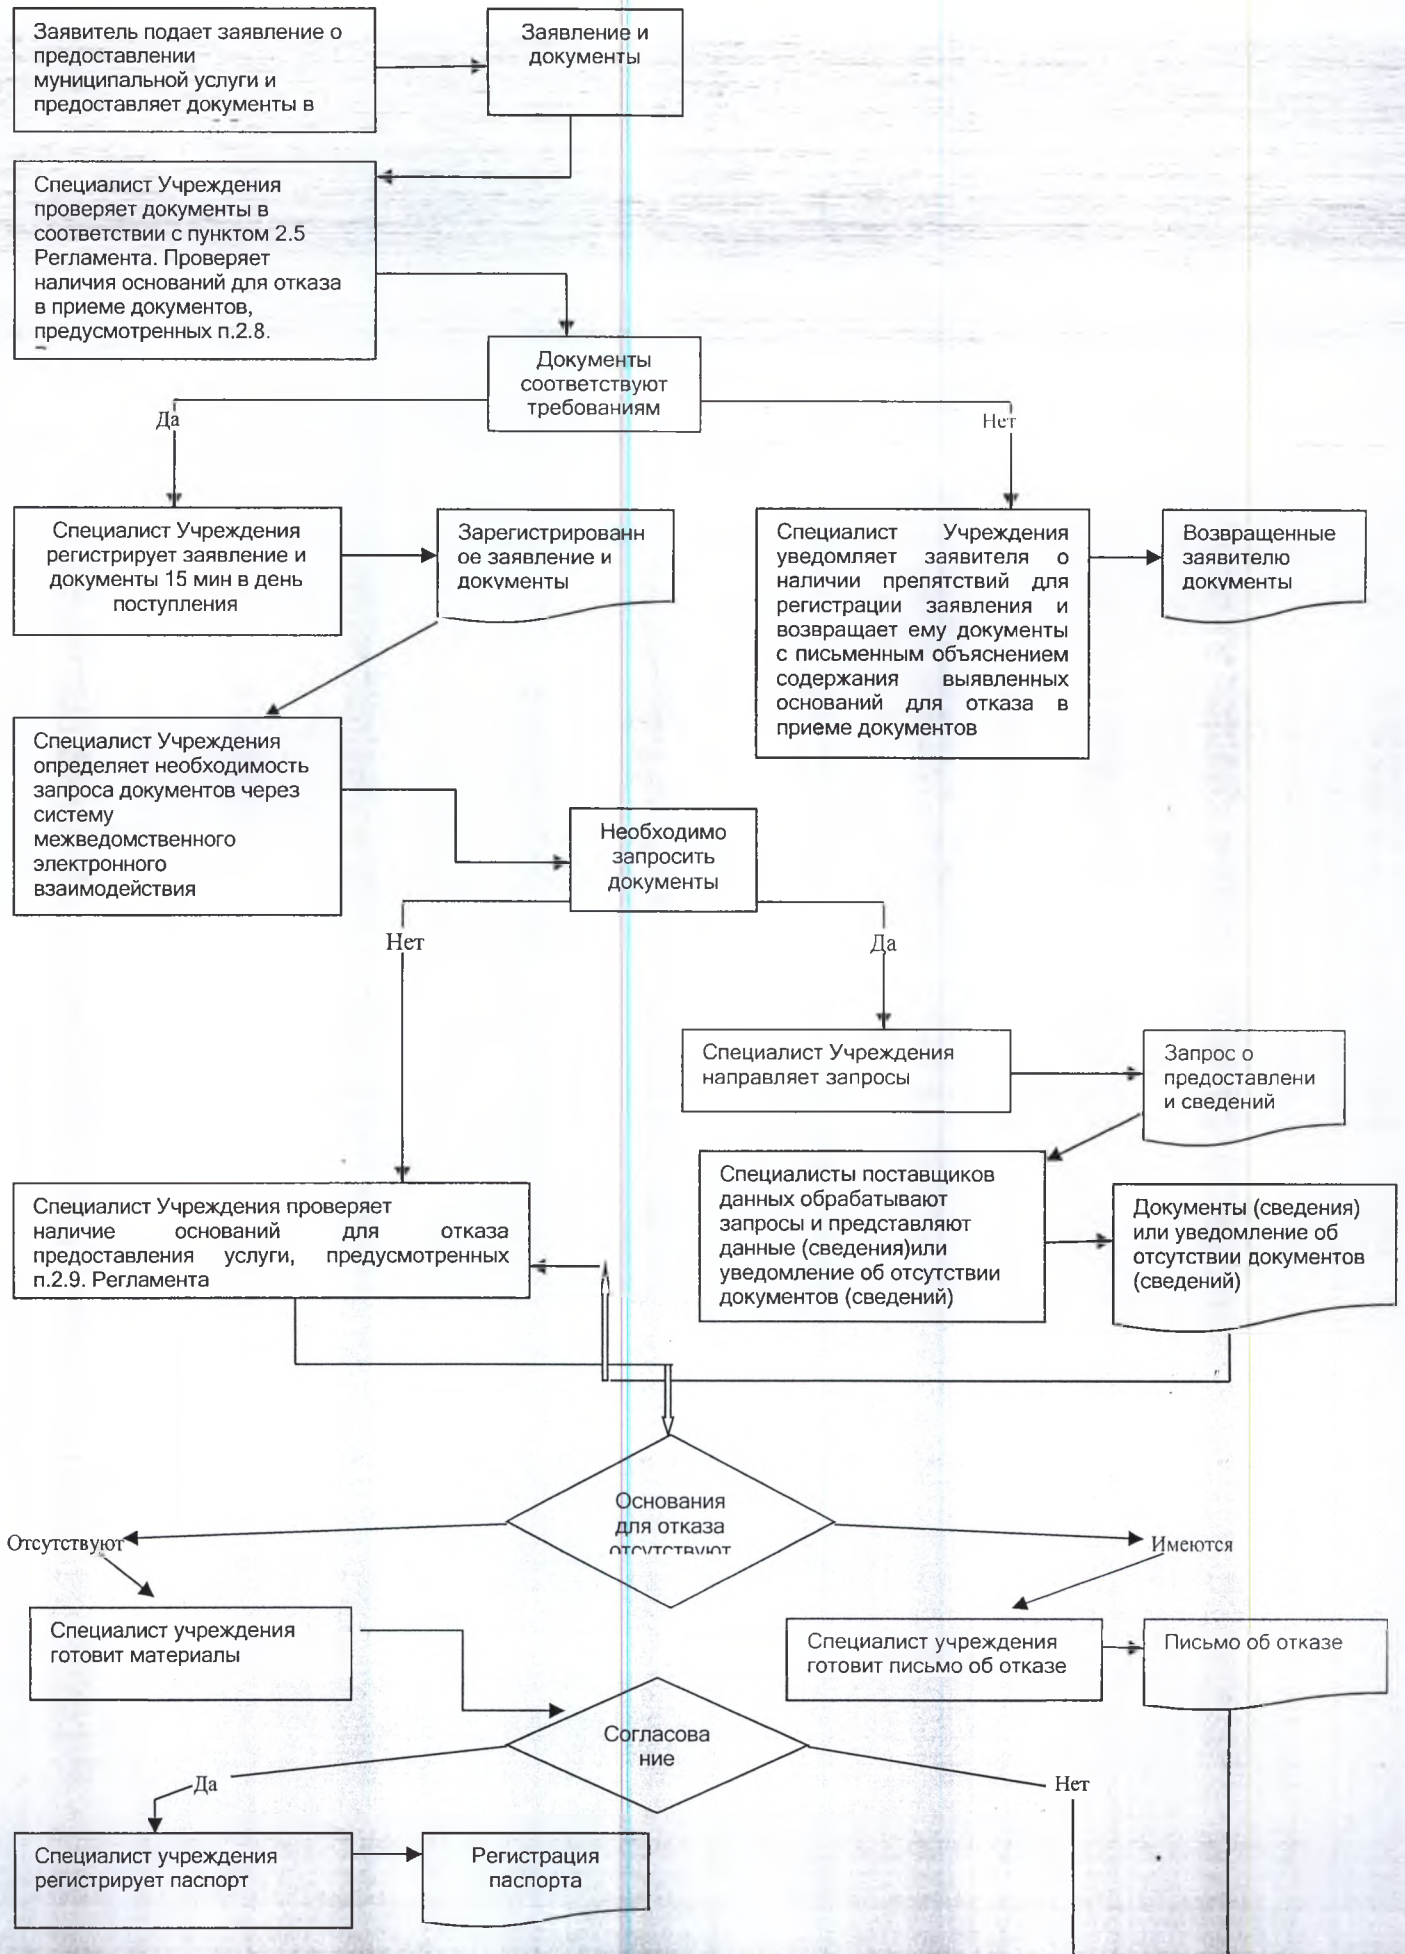 Заявитель подает заявление о
предоставлении
муниципальной услуги и
предоставляет документы в
Заявление и
документы
Специалист Учреждения
проверяет документы в
соответствии с пунктом 2.5
Регламента. Проверяет
наличия оснований для отказа
в приеме документов,
предусмотренных п.2.8.
Документы
соответствуют
требованиям
Да
Нет
Специалист Учреждения
регистрирует заявление и
документы 15 мин в день
поступления
Зарегистрированн
ое заявление и
документы
Специалист Учреждения
уведомляет заявителя о
наличии препятствий для
регистрации заявления и
возвращает ему документы
с письменным объяснением
содержания выявленных
оснований для отказа в
приеме документов
Возвращенные
заявителю
документы
Специалист Учреждения
определяет необходимость
запроса документов через
систему
межведомственного
электронного
взаимодействия
Необходимо
запросить
документы
Нет
Да
Специалист Учреждения
направляет запросы
Запрос о
предоставлени
и сведений
Специалисты поставщиков
данных обрабатывают
запросы и представляют
данные (сведения)или
уведомление об отсутствии
документов (сведений)
Документы (сведения)
или уведомление об
отсутствии документов
(сведений)
Специалист Учреждения проверяет
наличие оснований для отказа
предоставления услуги, предусмотренных
п.2.9. Регламента
Основания
для отказа
отсутствуют
Отсутствуют
Имеются
Специалист учреждения
готовит материалы
Специалист учреждения
готовит письмо об отказе
Письмо об отказе
Согласова
ние
Да
Нет
Специалист учреждения
регистрирует паспорт
Регистрация
паспорта